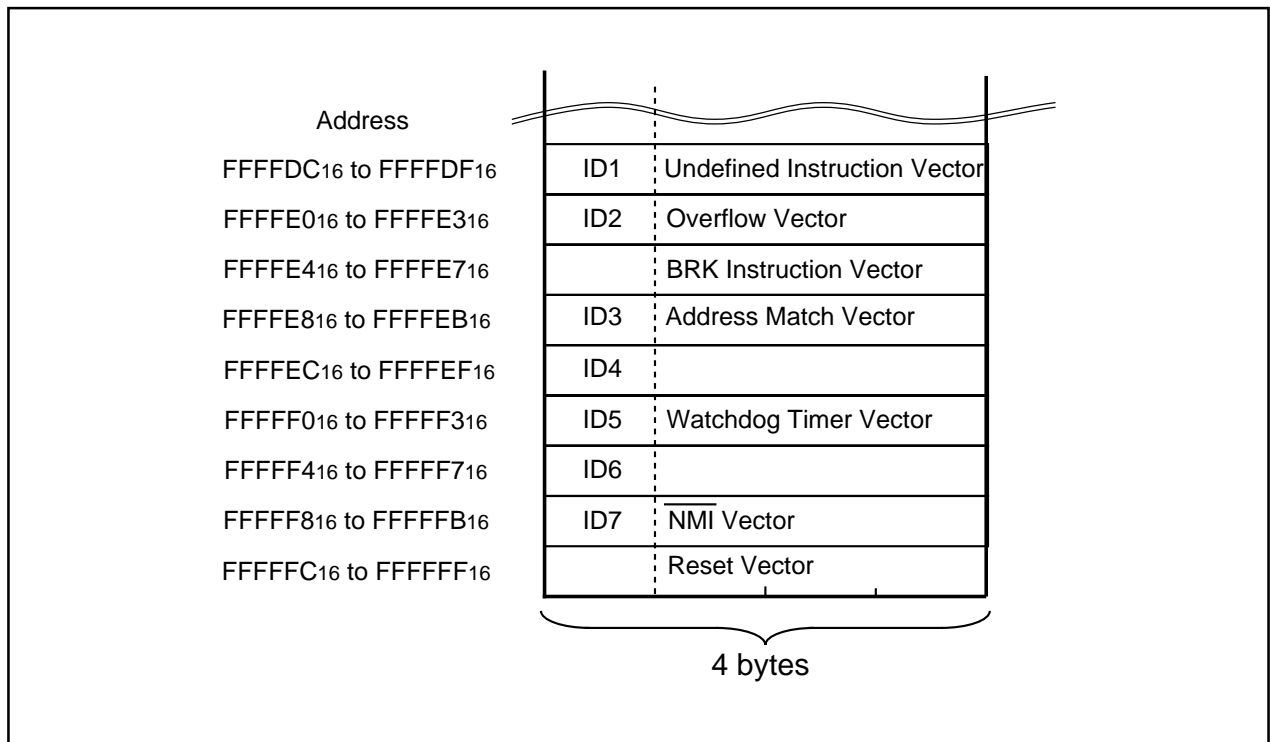 Address
FFFFDC16 to FFFFDF16 ID1 Undefined Instruction Vector
FFFFE016 to FFFFE316 ID2 Overflow Vector
FFFFE416 to FFFFE716 BRK Instruction Vector
FFFFE816 to FFFFEB16 ID3 Address Match Vector
FFFFEC16 to FFFFEF16 ID4
FFFFF016 to FFFFF316 ID5 Watchdog Timer Vector
FFFFF416 to FFFFF716 ID6
FFFFF816 to FFFFFB16 ID7 NMI Vector
FFFFFC16 to FFFFFF16 Reset Vector
4 bytes